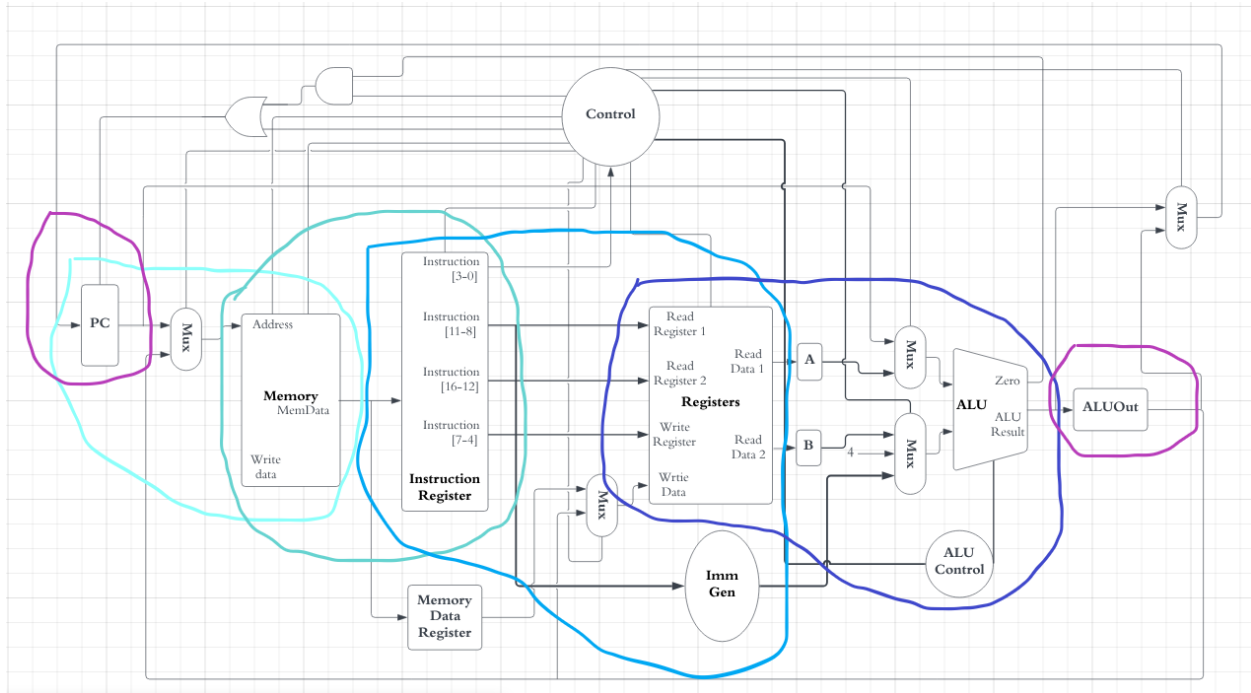 Control
Mux
PC
Mux
Address
Memory
MemData
Write
data
Instruction
[3-0]
Instruction
[11-8]
Instruction
[16-12]
Instruction
[7-4]
Instruction
Register
Read
Register 1
Read
Register 2
Read
Data 1
Registers
Write
Register
Read
Data 2
Wrtie
Data
Mux
A
B
4
Mux
Mux
Zero
ALU
ALU
Result
ALUOut
ALU
Control
Imm
Gen
Memory
Data
Register